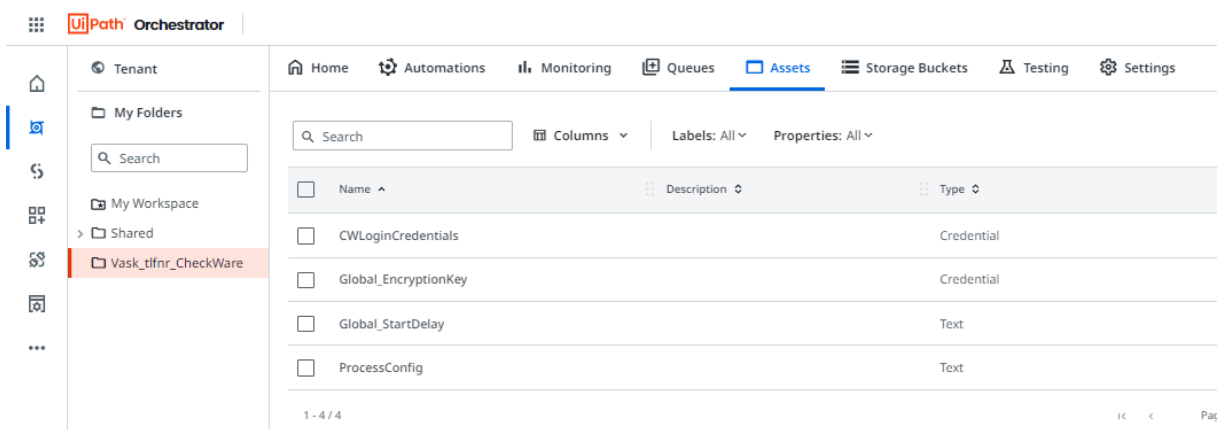 UiPath Orchestrator
Tenant
My Folders
Search
My Workspace
Shared
Vask_tlfnr_CheckWare
Home Automations Monitoring Queues Assets Storage Buckets Testing Settings
Search Columns Labels: All Properties: All
Name Description Type
CWLoginCredentials Credential
Global_EncryptionKey Credential
Global_StartDelay Text
ProcessConfig Text
1 - 4 / 4